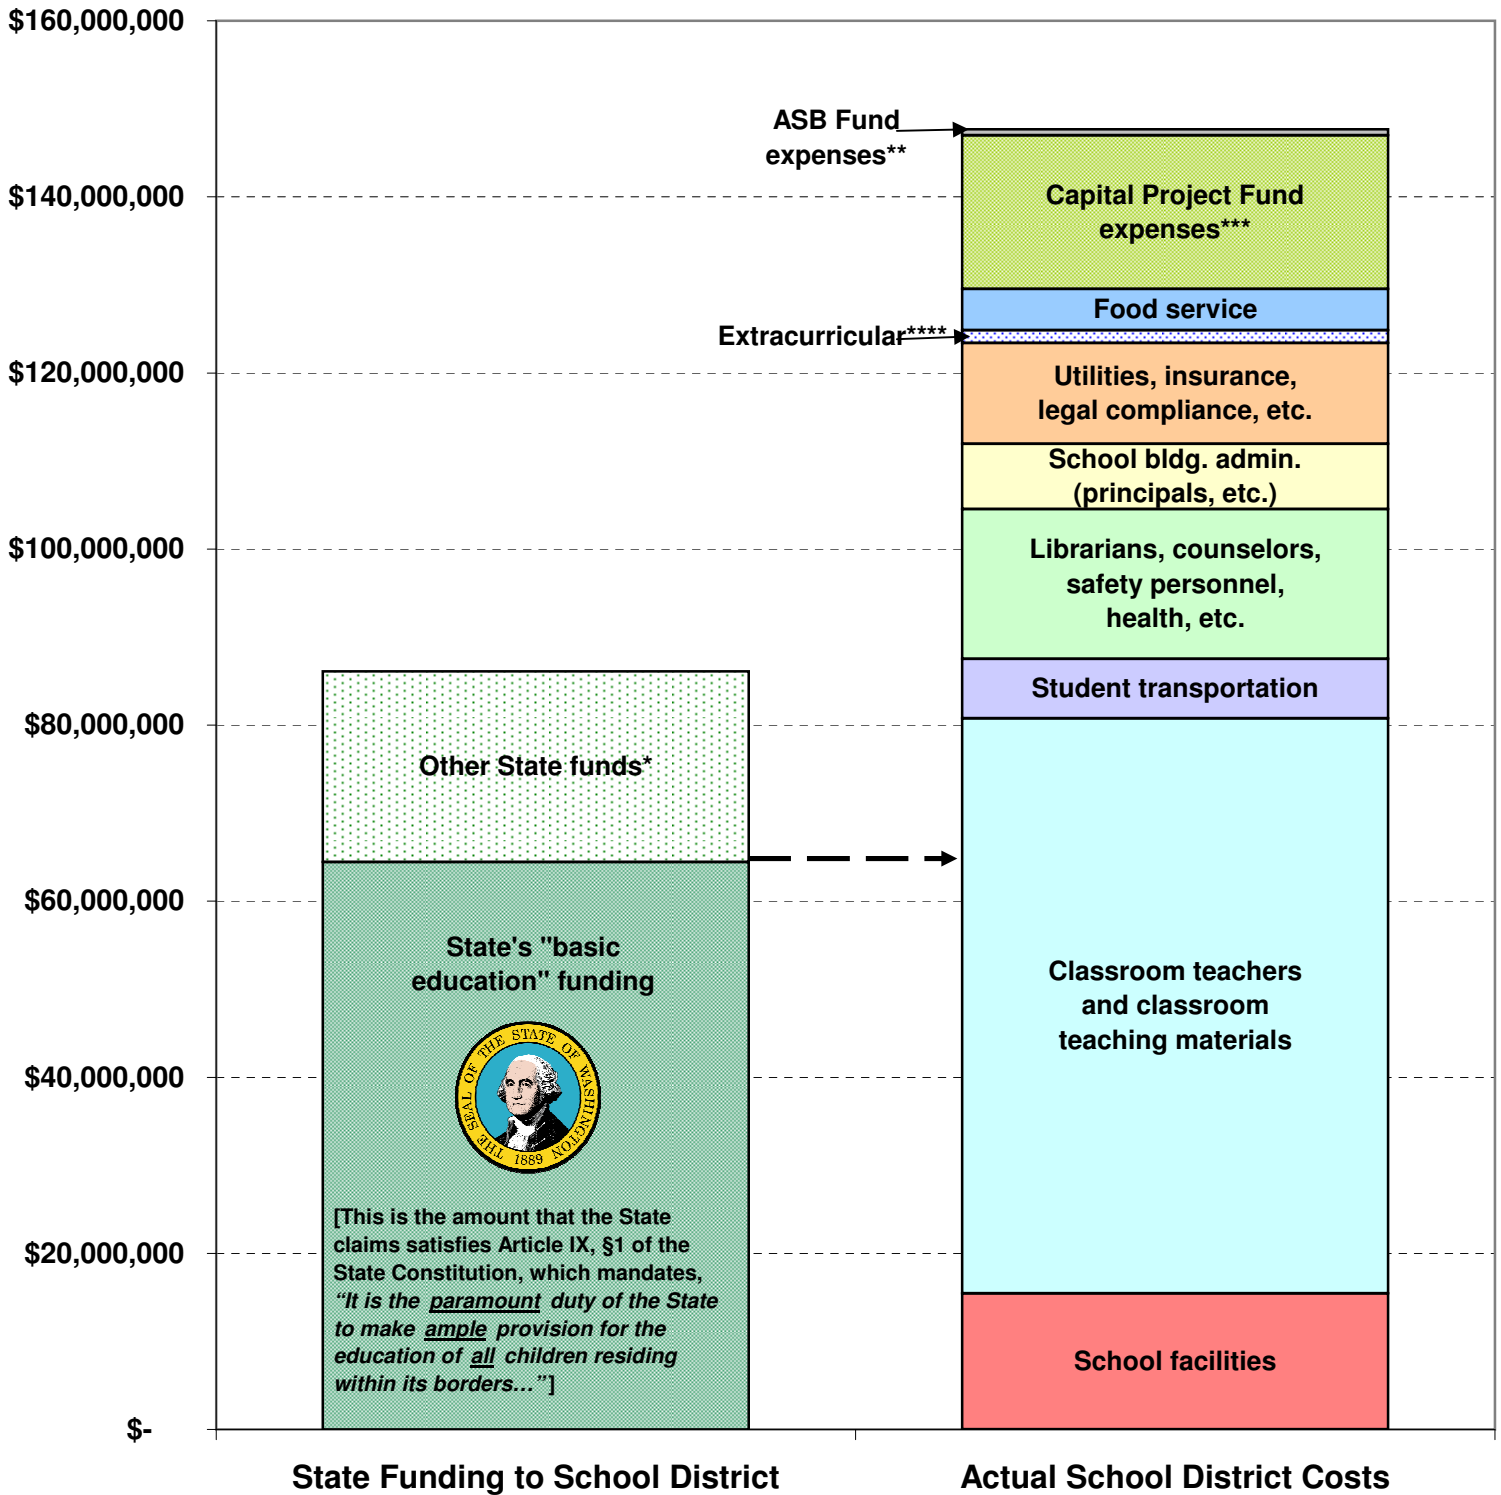 $160,000,000
$140,000,000
$120,000,000
$100,000,000
$80,000,000
$60,000,000
$40,000,000
$20,000,000
$-
ASB Fund
expenses**
Extracurricular****
Other State funds*
State's "basic
education" funding
THE SEAL OF THE STATE OF WASHINGTON
1889
[This is the amount that the State
claims satisfies Article IX, §1 of the
State Constitution, which mandates,
“It is the paramount duty of the State
to make ample provision for the
education of all children residing
within its borders…”]
Capital Project Fund
expenses***
Food service
Utilities, insurance,
legal compliance, etc.
School bldg. admin.
(principals, etc.)
Librarians, counselors,
safety personnel,
health, etc.
Student transportation
Classroom teachers
and classroom
teaching materials
School facilities
State Funding to School District
Actual School District Costs